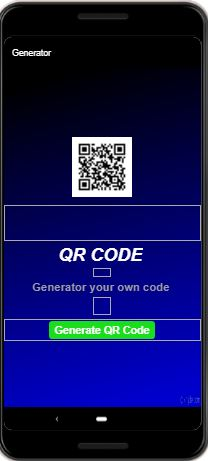 Generator
QR CODE
Generator your own code
Generate QR Code